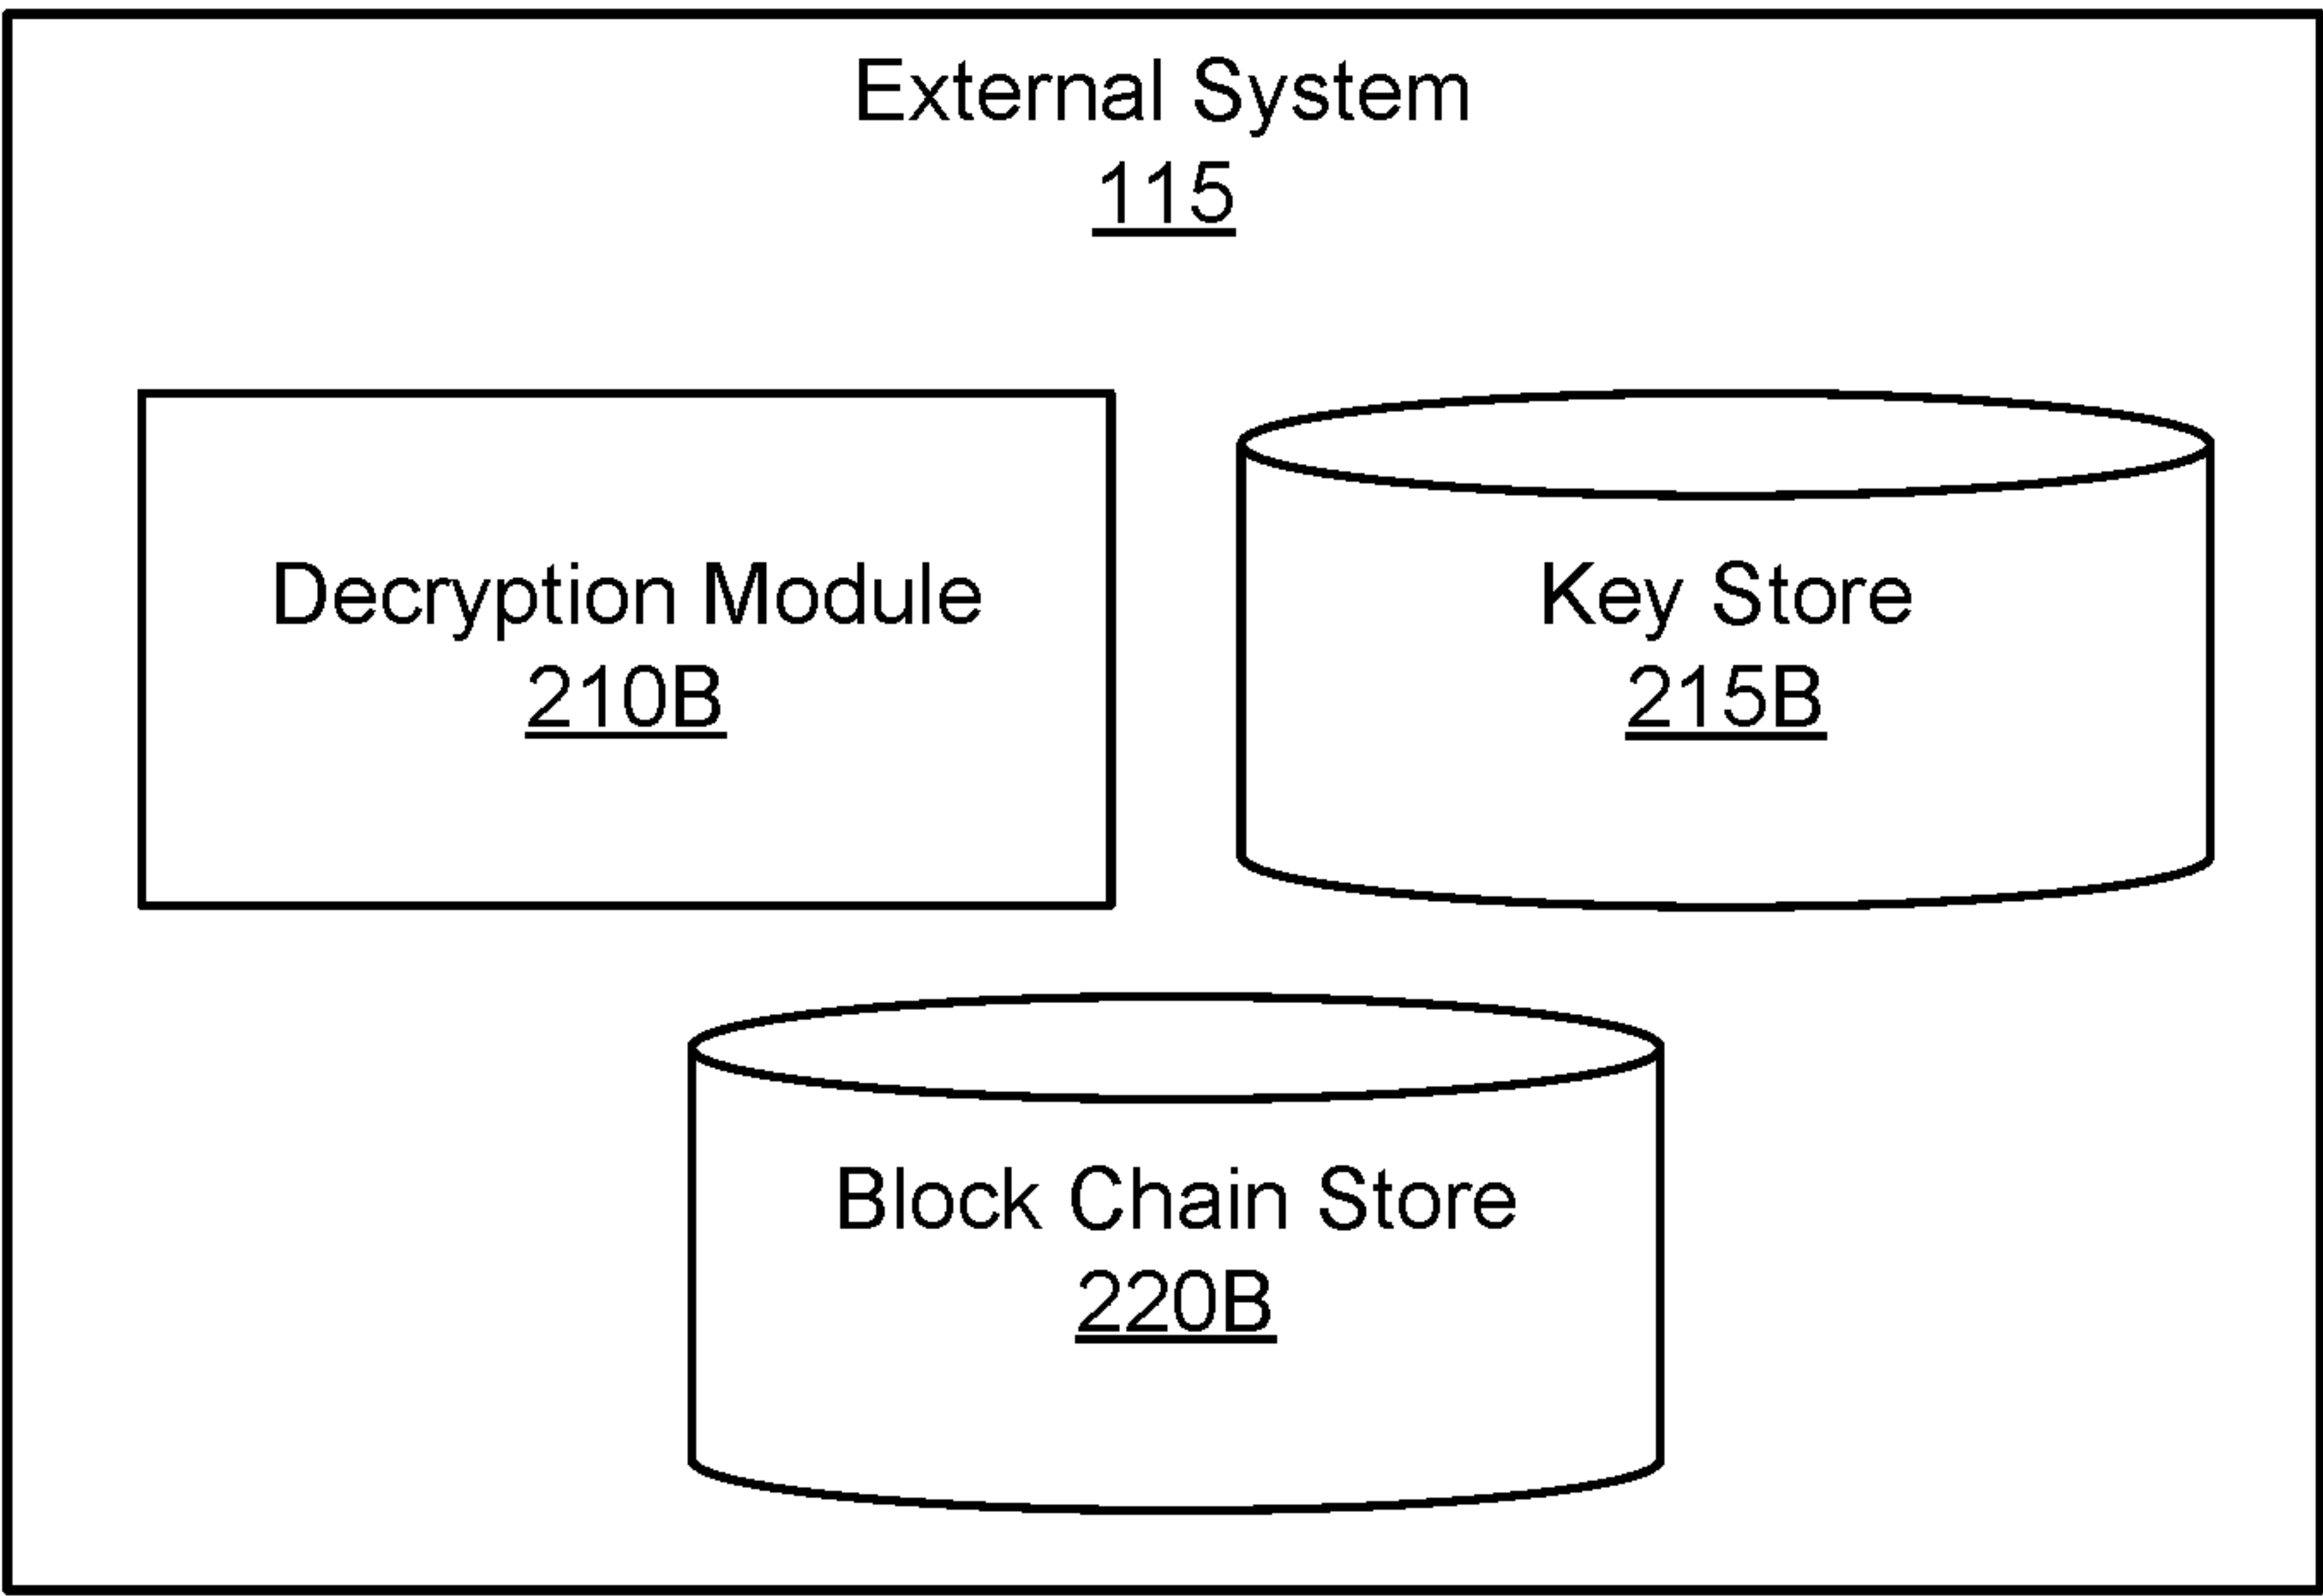 External System
115
Decryption Module
210B
Key Store
215B
Block Chain Store
220B